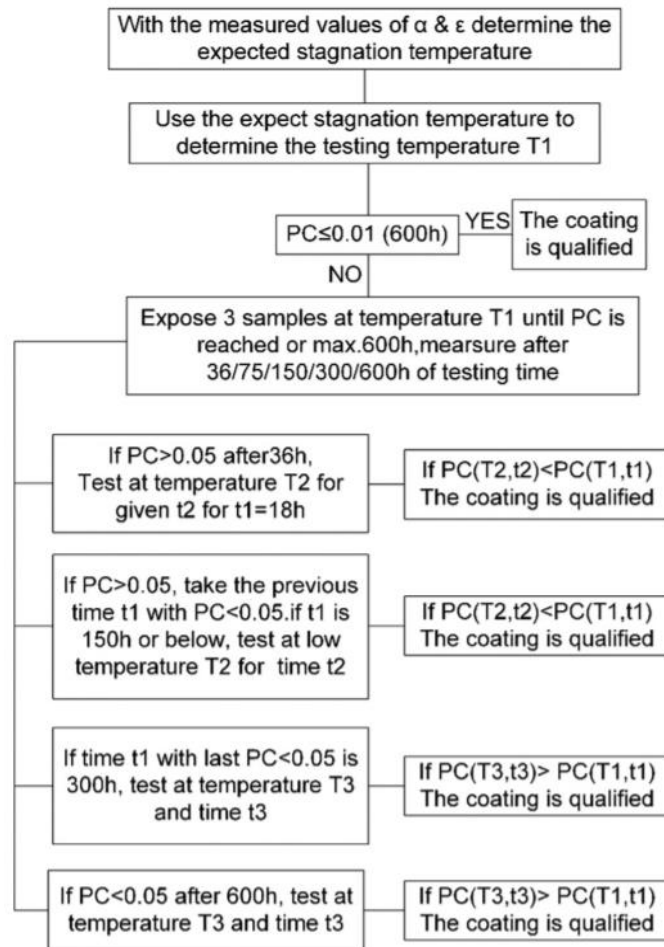 With the measured values of α & ε determine the
expected stagnation temperature
Use the expect stagnation temperature to
determine the testing temperature T1
PC≤0.01 (600h)
YES
The coating
is qualified
NO
Expose 3 samples at temperature T1 until PC is
reached or max.600h,mearsure after
36/75/150/300/600h of testing time
If PC>0.05 after36h,
Test at temperature T2 for
given t2 for t1=18h
If PC(T2,t2)<PC(T1,t1)
The coating is qualified
If PC>0.05, take the previous
time t1 with PC<0.05.if t1 is
150h or below, test at low
temperature T2 for time t2
If PC(T2,t2)<PC(T1,t1)
The coating is qualified
If time t1 with last PC<0.05 is
300h, test at temperature T3
and time t3
If PC(T3,t3)> PC(T1,t1)
The coating is qualified
If PC<0.05 after 600h, test at
temperature T3 and time t3
If PC(T3,t3)> PC(T1,t1)
The coating is qualified